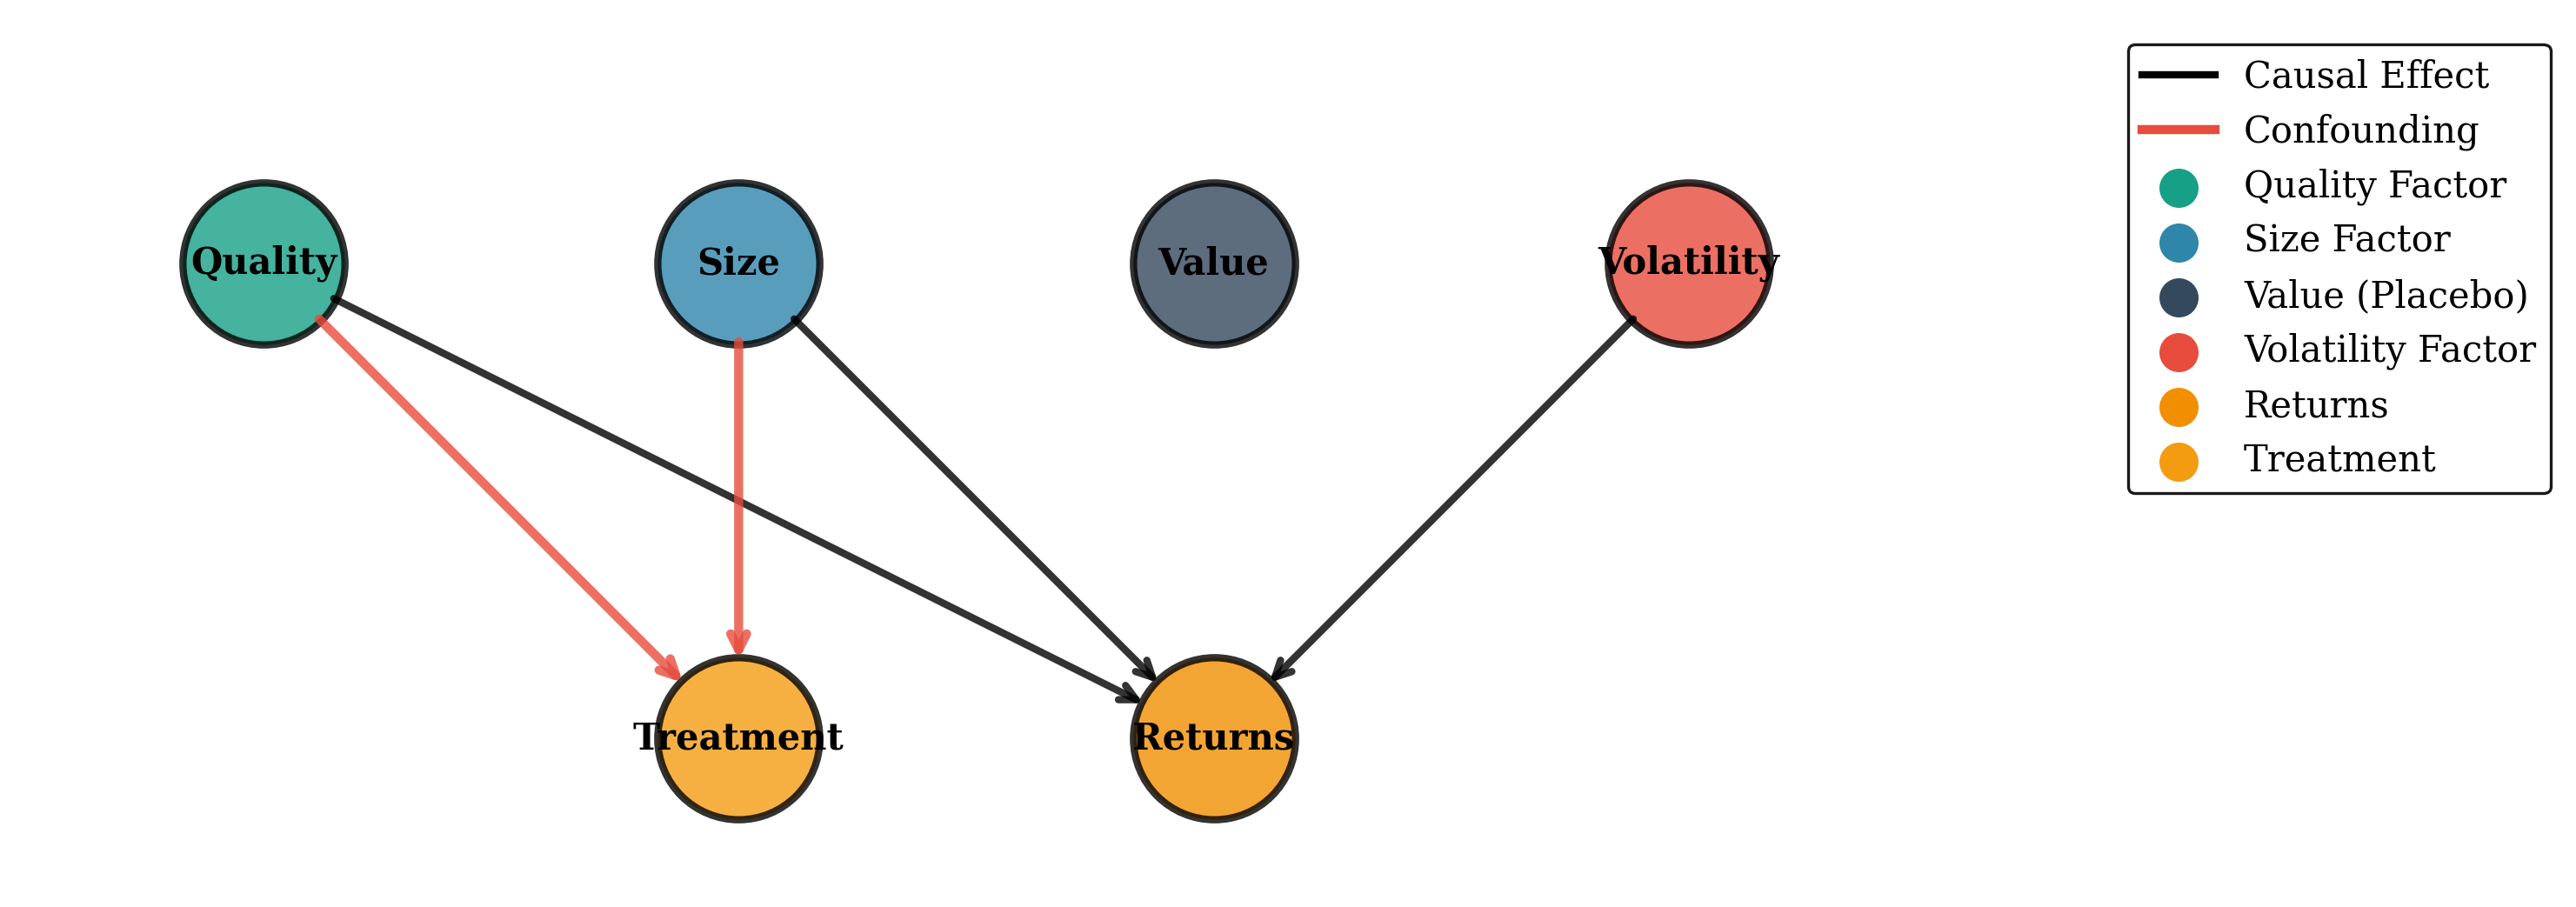 Causal Effect
Confounding
Quality Factor
Size Factor
Value (Placebo)
Volatility Factor
Returns
Treatment
Quality
Size
Value
Volatility
Treatment
Returns